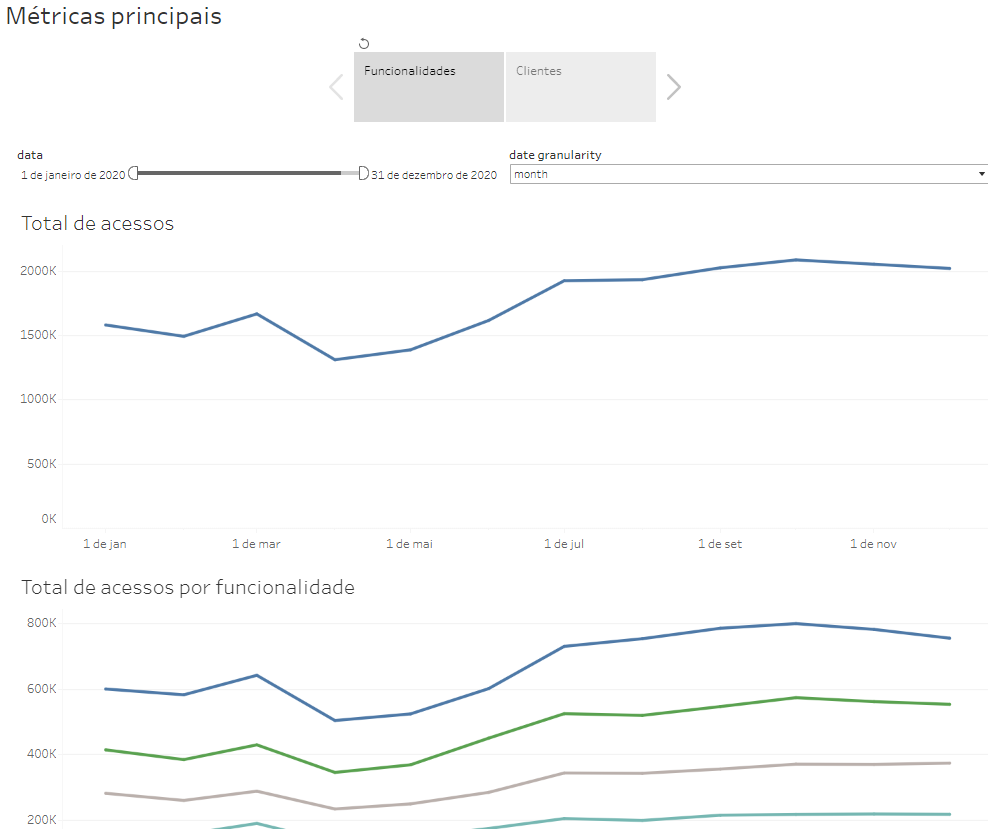 Métricas principais
Funcionalidades
Clientes
data
date granularity
1 de janeiro de 2020
31 de dezembro de 2020
month
Total de acessos
2000K
1500K
1000K
500K
0K
1 de jan
1 de mar
1 de mai
1 de jul
1 de set
1 de nov
Total de acessos por funcionalidade
800K
600K
400K
200K